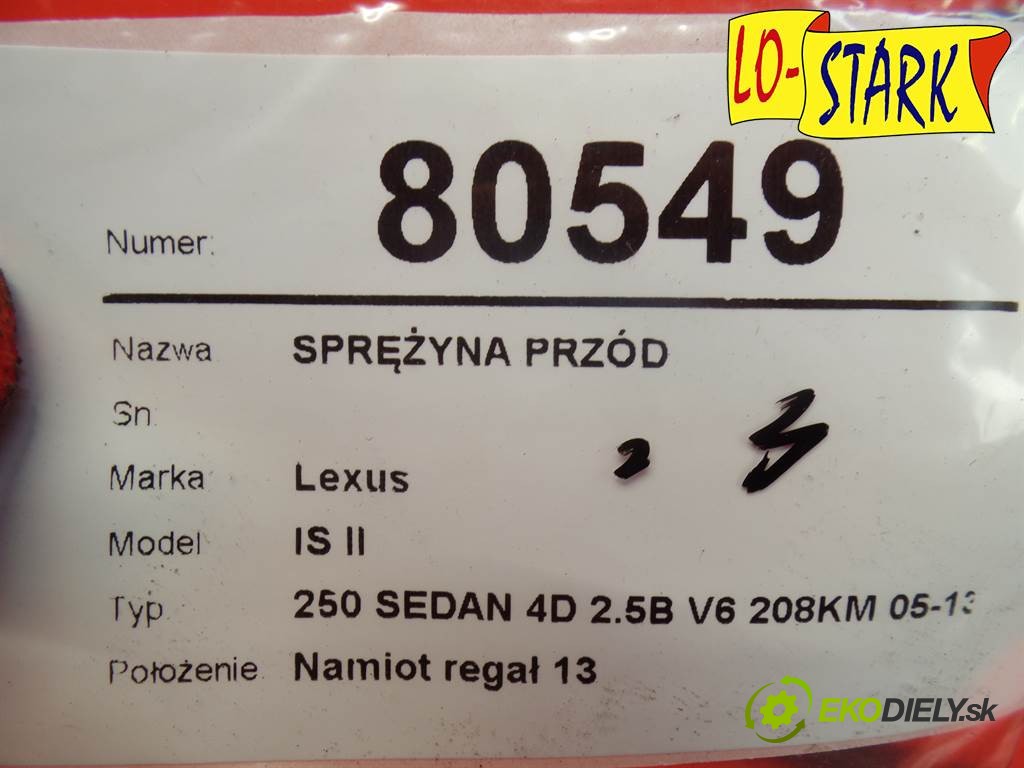 LO-STARK
Numer: 80549
Nazwa SPRĘŻYNA PRZÓD
Sn.
Marka Lexus
Model IS II
Typ 250 SEDAN 4D 2.5B V6 208KM 05-13
Położenie Namiot regał 13
EKODIELY.sk